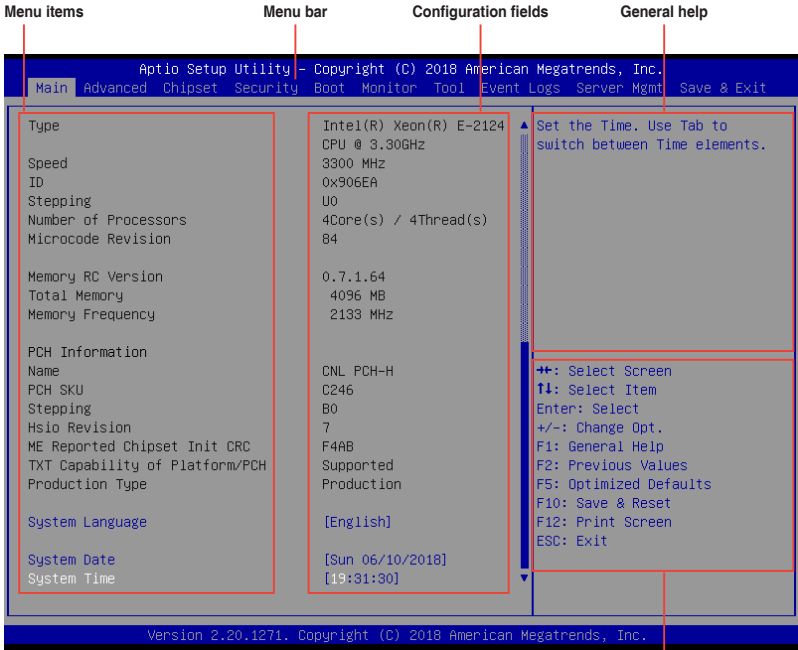 Menu items Menu bar Configuration fields General help
Aptio Setup Utility – Copyright (C) 2018 American Megatrends, Inc.
Main Advanced Chipset Security Boot Monitor Tool Event Logs Server Mgmt Save & Exit
Type Intel(R) Xeon(R) E-2124
CPU @ 3.30GHz
Speed 3300 MHz
ID 0x906EA
Stepping U0
Number of Processors 4Core(s) / 4Thread(s)
Microcode Revision 84
Memory RC Version 0.7.1.64
Total Memory 4096 MB
Memory Frequency 2133 MHz
PCH Information
Name CNL PCH-H
PCH SKU C246
Stepping B0
Hsio Revision 7
ME Reported Chipset Init CRC F4AB
TXT Capability of Platform/PCH Supported
Production Type Production
System Language [English]
System Date [Sun 06/10/2018]
System Time [19:31:30]
Set the Time. Use Tab to
switch between Time elements.
→←: Select Screen
↑↓: Select Item
Enter: Select
+/-: Change Opt.
F1: General Help
F2: Previous Values
F5: Optimized Defaults
F10: Save & Reset
F12: Print Screen
ESC: Exit
Version 2.20.1271. Copyright (C) 2018 American Megatrends, Inc.